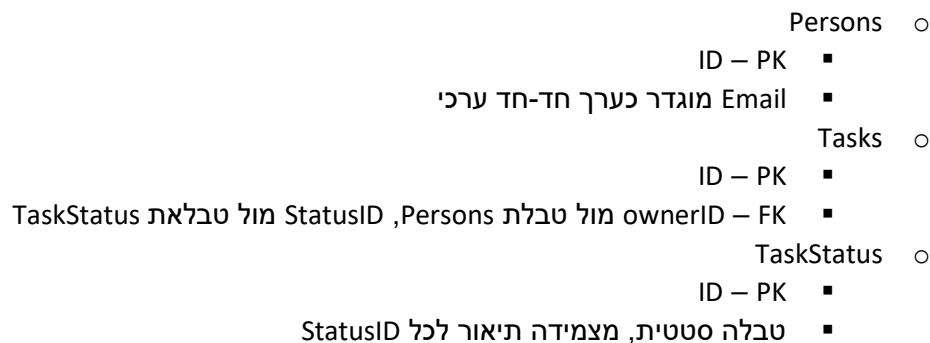 ○ Persons
▪ ID – PK
▪ Email מוגדר כערך חד-חד ערכי
○ Tasks
▪ ID – PK
▪ ownerID – FK מול טבלת Persons, StatusID מול טבלאת TaskStatus
○ TaskStatus
▪ ID – PK
▪ טבלה סטטית, מצמידה תיאור לכל StatusID